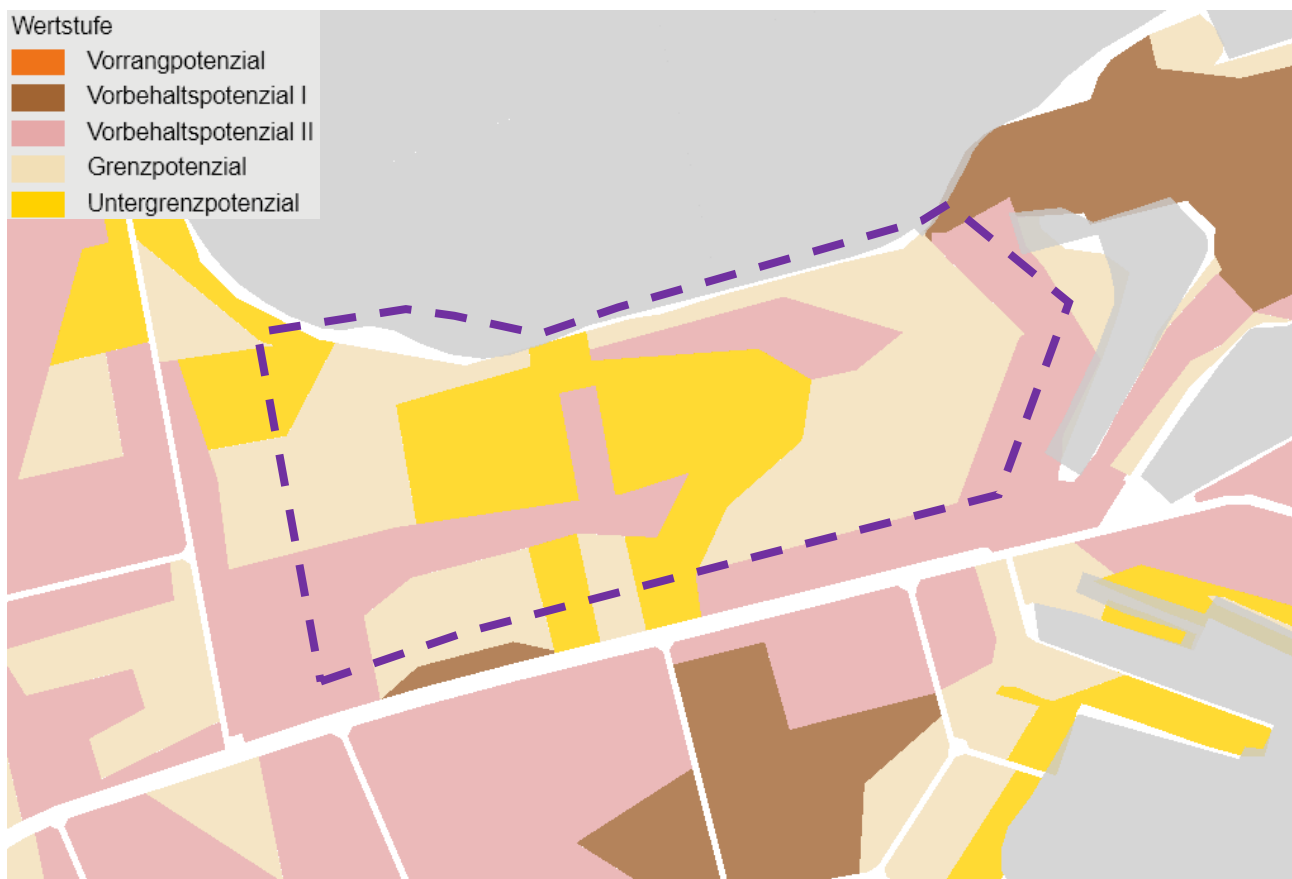 Wertstufe
Vorrangpotenzial
Vorbehaltspotenzial I
Vorbehaltspotenzial II
Grenzpotenzial
Untergrenzpotenzial